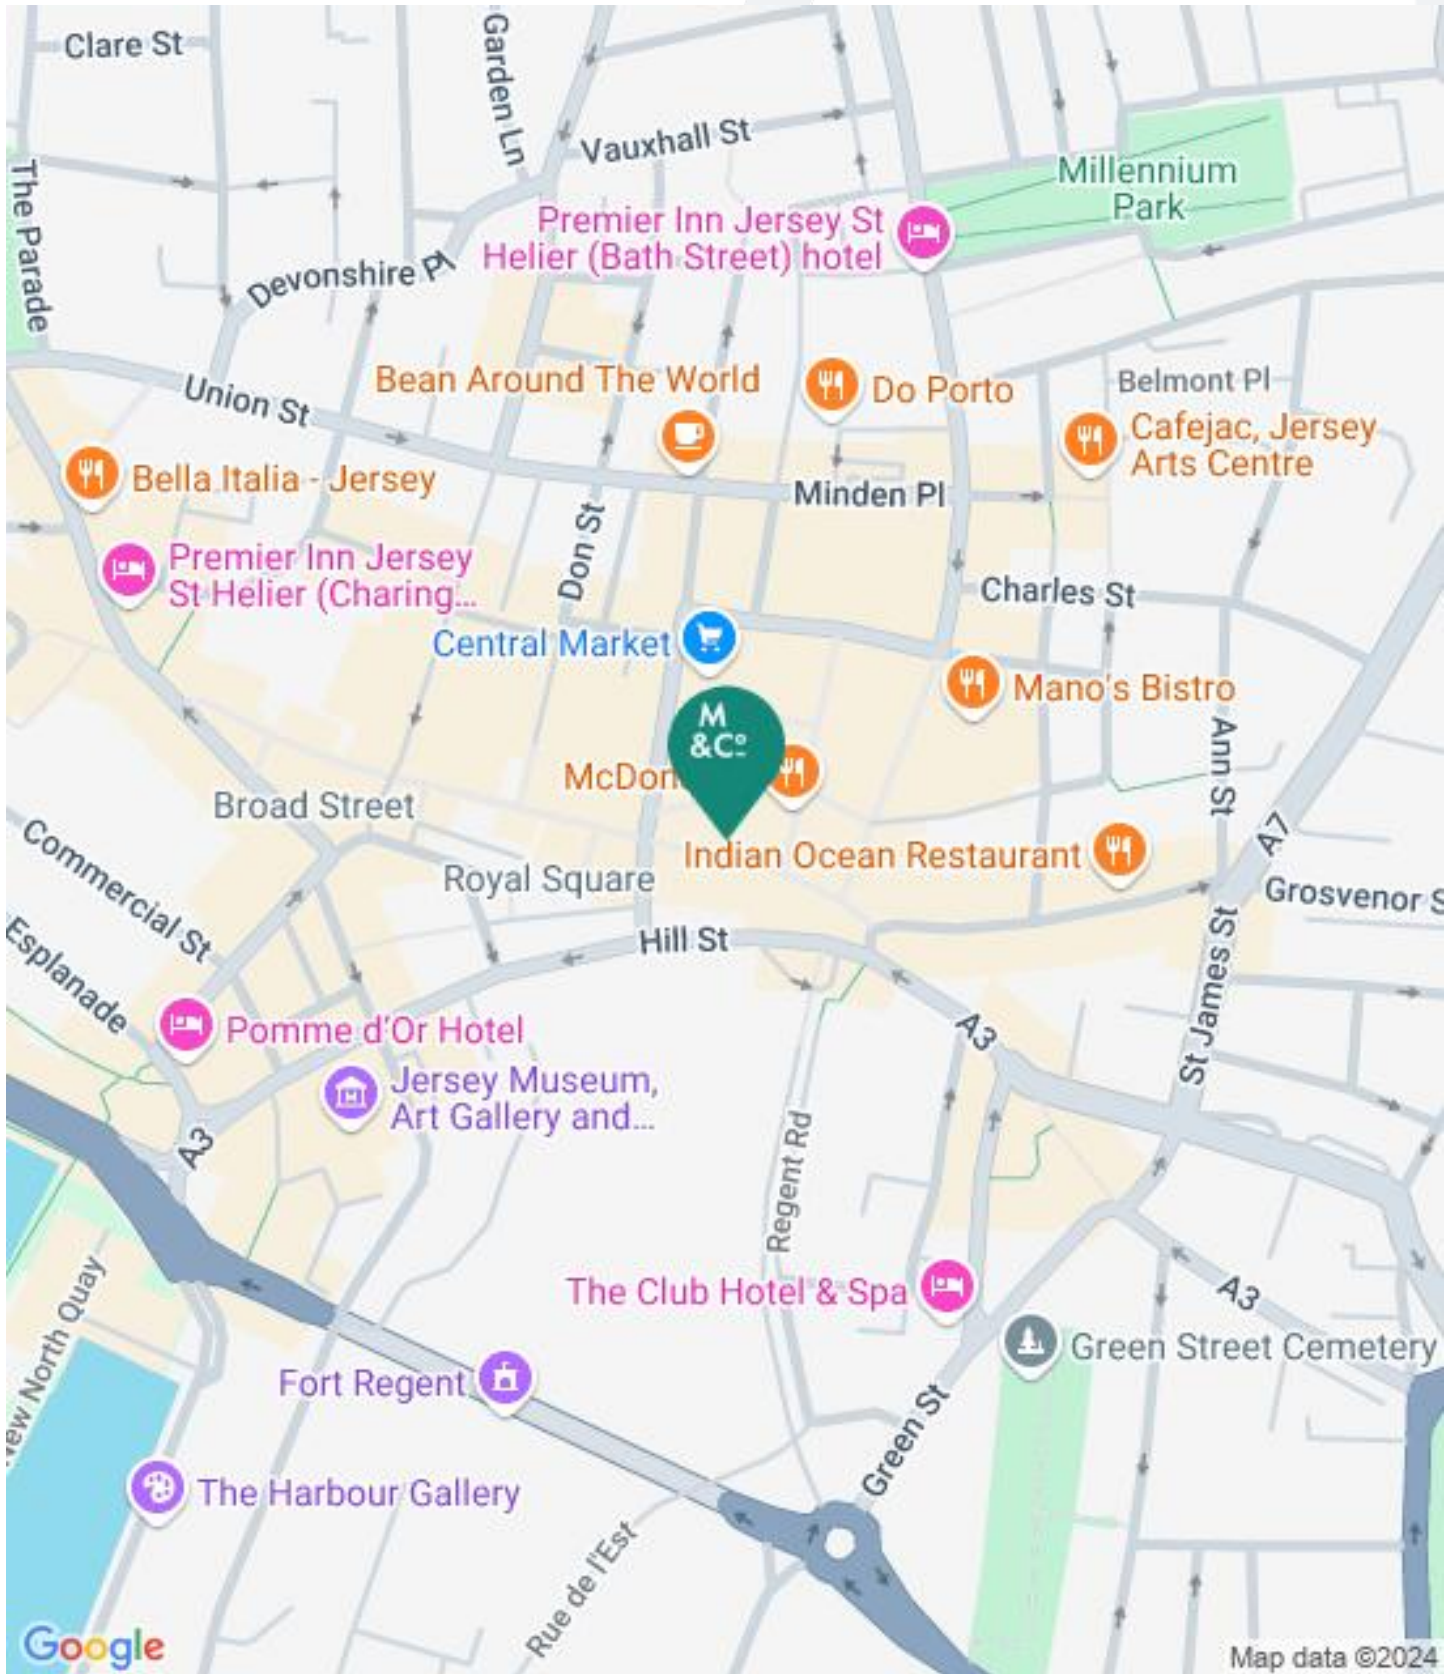 Clare St
Garden Ln
Vauxhall St
The Parade
Millennium
Park
Premier Inn Jersey St
Helier (Bath Street) hotel
Devonshire Pl
Union St
Bean Around The World
Do Porto
Belmont Pl
Cafejac, Jersey
Arts Centre
Bella Italia - Jersey
Minden Pl
Don St
Premier Inn Jersey
St Helier (Charing...
Charles St
Central Market
Mano's Bistro
M
&Cº
Ann St
Broad Street
A7
Commercial St
Indian Ocean Restaurant
Royal Square
Grosvenor S
Esplanade
Hill St
St James St
Pomme d'Or Hotel
A3
Jersey Museum,
Art Gallery and...
A3
Regent Rd
The Club Hotel & Spa
A3
New North Quay
Green Street Cemetery
Fort Regent
Green St
The Harbour Gallery
Rue de l'Est
Google
Map data ©2024